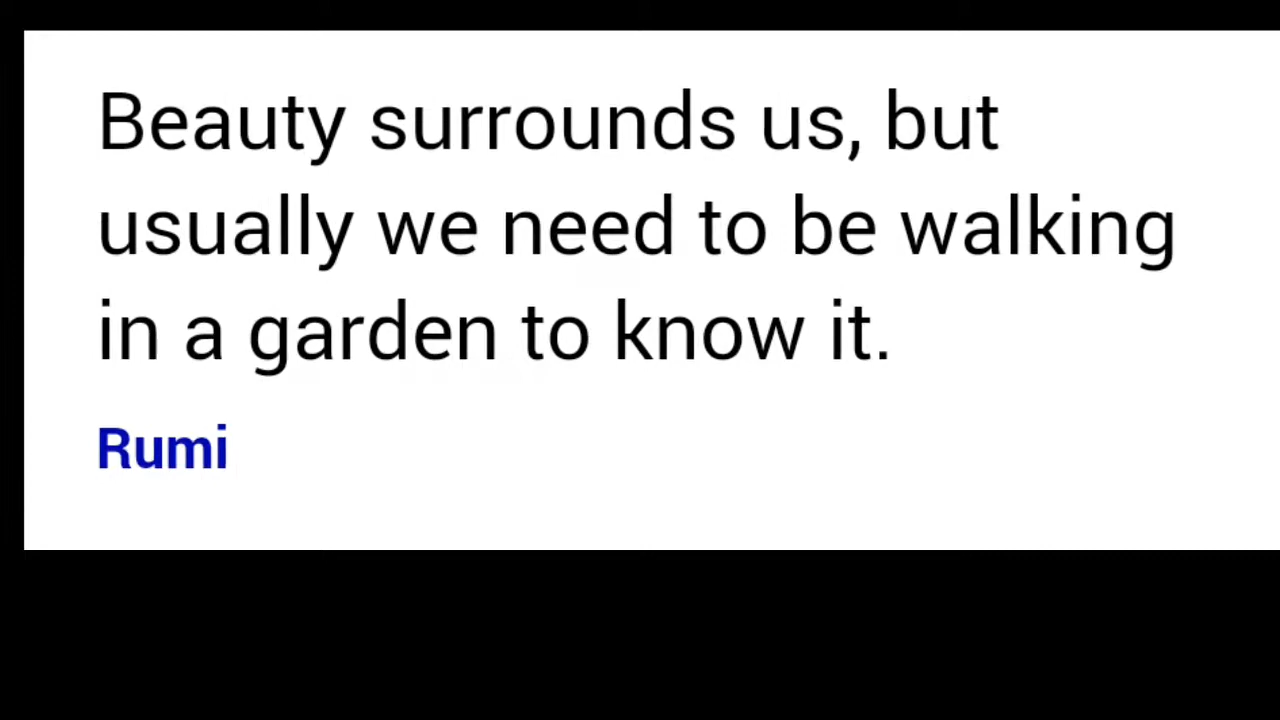 Beauty surrounds us, but
usually we need to be walking
in a garden to know it.
Rumi